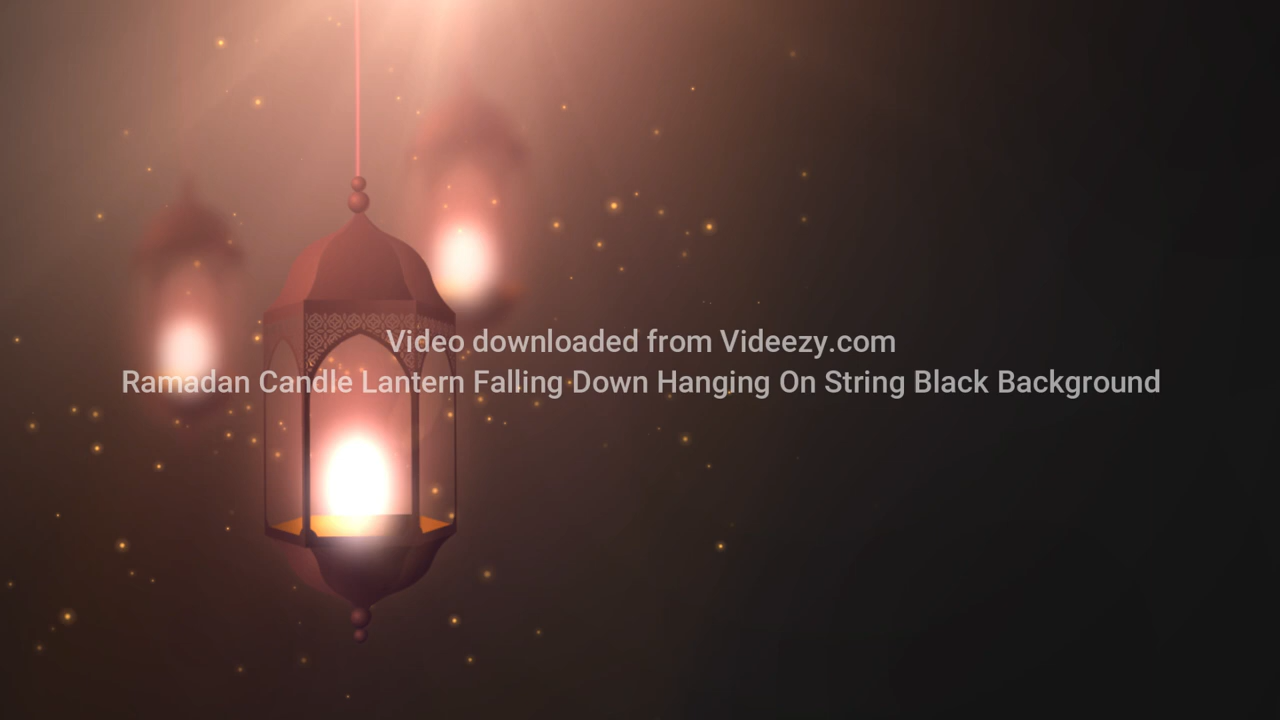 Video downloaded from Videezy.com
Ramadan Candle Lantern Falling Down Hanging On String Black Background